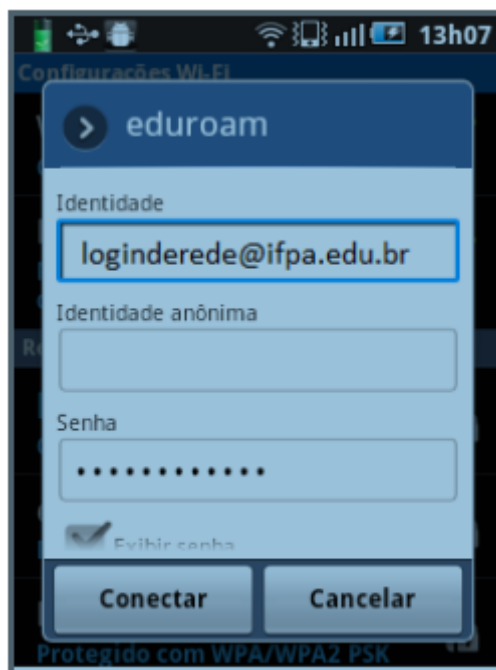 13h07
Configurações Wi-Fi
eduroam
Identidade
loginderede@ifpa.edu.br
Identidade anônima
Senha
••••••••••••
Exibir senha
Conectar
Cancelar
Protegido com WPA/WPA2 PSK